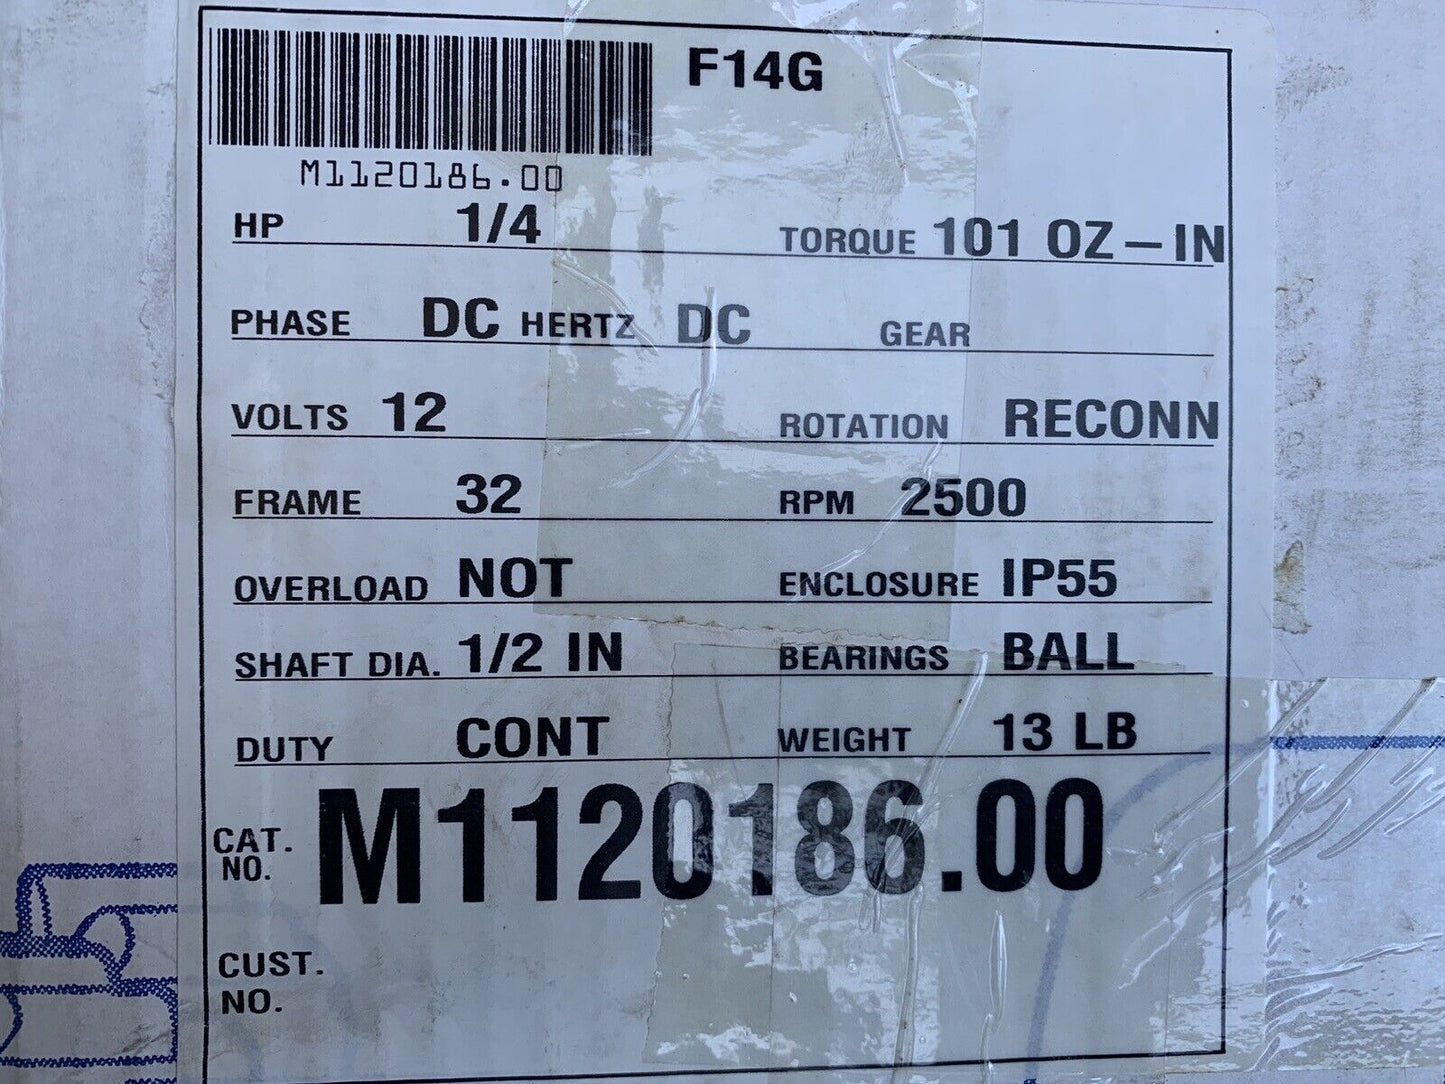 F14G
M1120186.00
HP 1/4 TORQUE 101 OZ-IN
PHASE DC HERTZ DC GEAR
VOLTS 12 ROTATION RECONN
FRAME 32 RPM 2500
OVERLOAD NOT ENCLOSURE IP55
SHAFT DIA. 1/2 IN BEARINGS BALL
DUTY CONT WEIGHT 13 LB
CAT. NO. M1120186.00
CUST. NO.